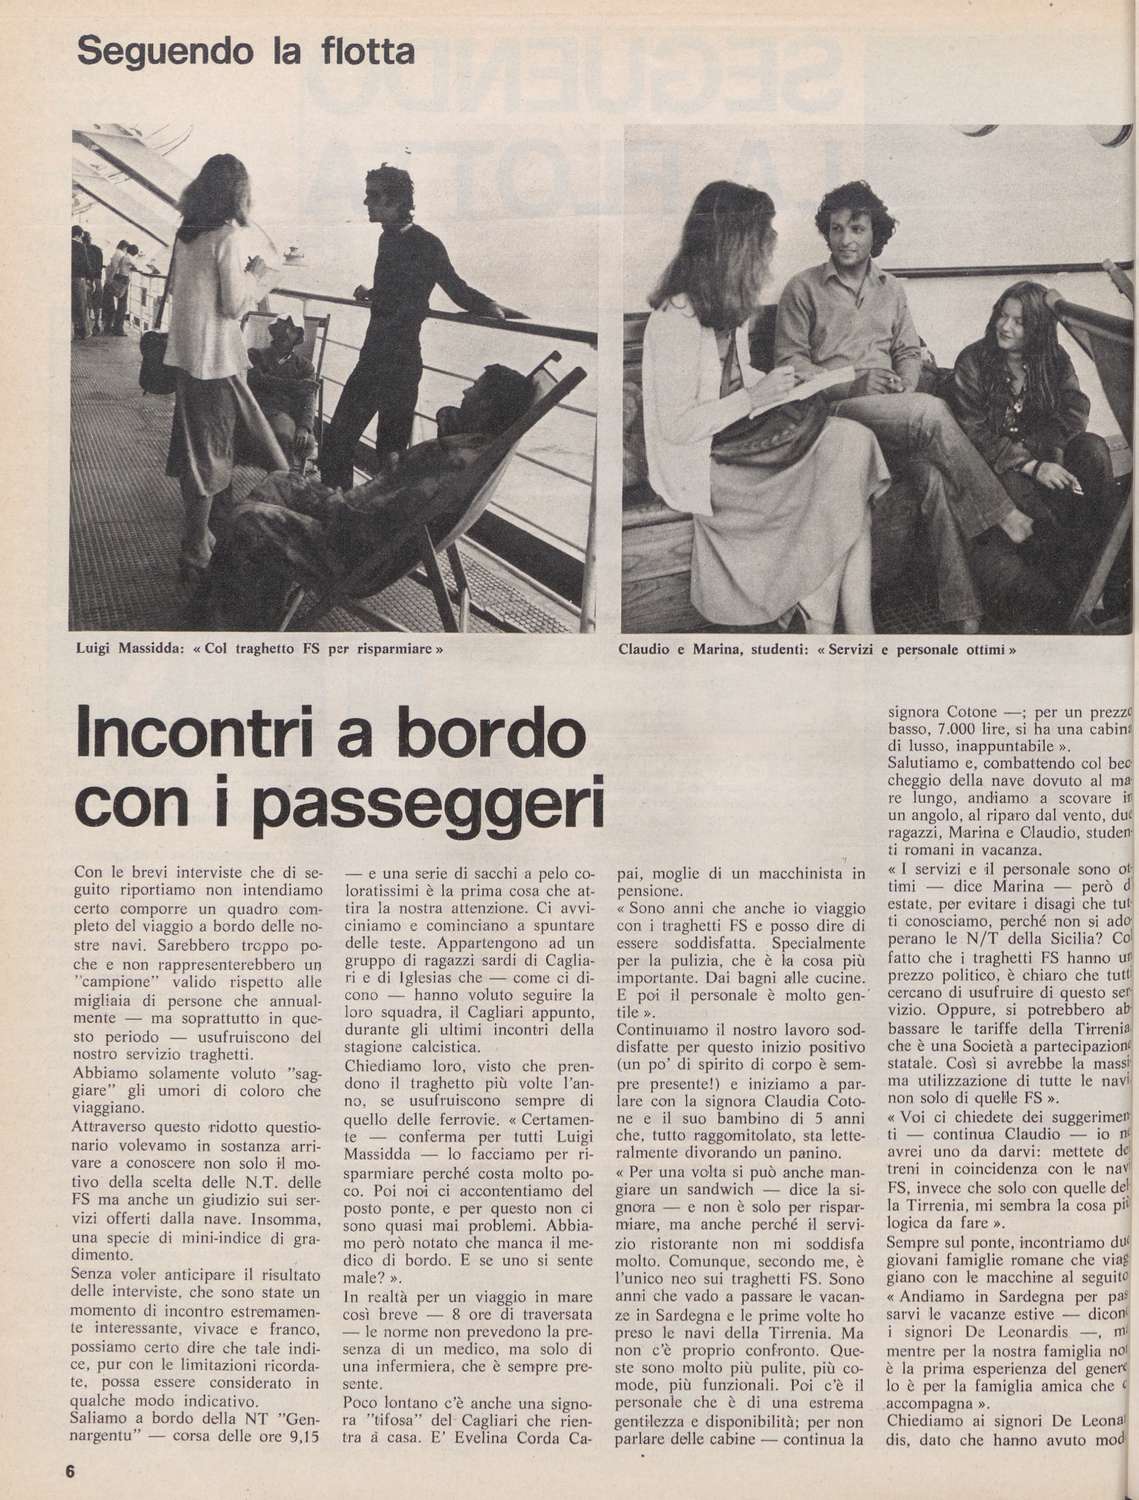 Seguendo la flotta
Luigi Massidda: « Col traghetto FS per risparmiare »
Claudio e Marina, studenti: « Servizi e personale ottimi »
Incontri a bordo
con i passeggeri
Con le brevi interviste che di se-
guito riportiamo non intendiamo
certo comporre un quadro com-
pleto del viaggio a bordo delle no-
stre navi. Sarebbero troppo po-
che e non rappresenterebbero un
"campione" valido rispetto alle
migliaia di persone che annual-
mente — ma soprattutto in que-
sto periodo — usufruiscono del
nostro servizio traghetti.
Abbiamo solamente voluto "sag-
giare" gli umori di coloro che
viaggiano.
Attraverso questo ridotto questio-
nario volevamo in sostanza arri-
vare a conoscere non solo il mo-
tivo della scelta delle N.T. delle
FS ma anche un giudizio sui ser-
vizi offerti dalla nave. Insomma,
una specie di mini-indice di gra-
dimento.
Senza voler anticipare il risultato
delle interviste, che sono state un
momento di incontro estremamen-
te interessante, vivace e franco,
possiamo certo dire che tale indi-
ce, pur con le limitazioni ricorda-
te, possa essere considerato in
qualche modo indicativo.
Saliamo a bordo della NT "Gen-
nargentu" — corsa delle ore 9,15
— e una serie di sacchi a pelo co-
loratissimi è la prima cosa che at-
tira la nostra attenzione. Ci avvi-
ciniamo e cominciano a spuntare
delle teste. Appartengono ad un
gruppo di ragazzi sardi di Caglia-
ri e di Iglesias che — come ci di-
cono — hanno voluto seguire la
loro squadra, il Cagliari appunto,
durante gli ultimi incontri della
stagione calcistica.
Chiediamo loro, visto che pren-
dono il traghetto più volte l'an-
no, se usufruiscono sempre di
quello delle ferrovie. « Certamen-
te — conferma per tutti Luigi
Massidda — lo facciamo per ri-
sparmiare perché costa molto po-
co. Poi noi ci accontentiamo del
posto ponte, e per questo non ci
sono quasi mai problemi. Abbia-
mo però notato che manca il me-
dico di bordo. E se uno si sente
male? ».
In realtà per un viaggio in mare
così breve — 8 ore di traversata
— le norme non prevedono la pre-
senza di un medico, ma solo di
una infermiera, che è sempre pre-
sente.
Poco lontano c'è anche una signo-
ra "tifosa" del Cagliari che rien-
tra a casa. E' Evelina Corda Ca-
pai, moglie di un macchinista in
pensione.
« Sono anni che anche io viaggio
con i traghetti FS e posso dire di
essere soddisfatta. Specialmente
per la pulizia, che è la cosa più
importante. Dai bagni alle cucine.
E poi il personale è molto gen-
tile ».
Continuiamo il nostro lavoro sod-
disfatte per questo inizio positivo
(un po' di spirito di corpo è sem-
pre presente!) e iniziamo a par-
lare con la signora Claudia Coto-
ne e il suo bambino di 5 anni
che, tutto raggomitolato, sta lette-
ralmente divorando un panino.
« Per una volta si può anche man-
giare un sandwich — dice la si-
gnora — e non è solo per rispar-
miare, ma anche perché il servi-
zio ristorante non mi soddisfa
molto. Comunque, secondo me, è
l'unico neo sui traghetti FS. Sono
anni che vado a passare le vacan-
ze in Sardegna e le prime volte ho
preso le navi della Tirrenia. Ma
non c'è proprio confronto. Que-
ste sono molto più pulite, più co-
mode, più funzionali. Poi c'è il
personale che è di una estrema
gentilezza e disponibilità; per non
parlare delle cabine — continua la
signora Cotone —; per un prezzo
basso, 7.000 lire, si ha una cabina
di lusso, inappuntabile ».
Salutiamo e, combattendo col bec-
cheggio della nave dovuto al ma-
re lungo, andiamo a scovare in
un angolo, al riparo dal vento, due
ragazzi, Marina e Claudio, studen-
ti romani in vacanza.
« I servizi e il personale sono ot-
timi — dice Marina — però d'
estate, per evitare i disagi che tut-
ti conosciamo, perché non si ado-
perano le N/T della Sicilia? Col
fatto che i traghetti FS hanno un
prezzo politico, è chiaro che tutti
cercano di usufruire di questo ser-
vizio. Oppure, si potrebbero ab-
bassare le tariffe della Tirrenia
che è una Società a partecipazione
statale. Così si avrebbe la massi-
ma utilizzazione di tutte le navi
non solo di quelle FS ».
« Voi ci chiedete dei suggerimen-
ti — continua Claudio — io ne
avrei uno da darvi: mettete dei
treni in coincidenza con le navi
FS, invece che solo con quelle del-
la Tirrenia, mi sembra la cosa più
logica da fare ».
Sempre sul ponte, incontriamo due
giovani famiglie romane che viag-
giano con le macchine al seguito
« Andiamo in Sardegna per pas-
sarvi le vacanze estive — dicono
i signori De Leonardis —, ma
mentre per la nostra famiglia non
è la prima esperienza del genere
lo è per la famiglia amica che ci
accompagna ».
Chiediamo ai signori De Leonar-
dis, dato che hanno avuto mod
6